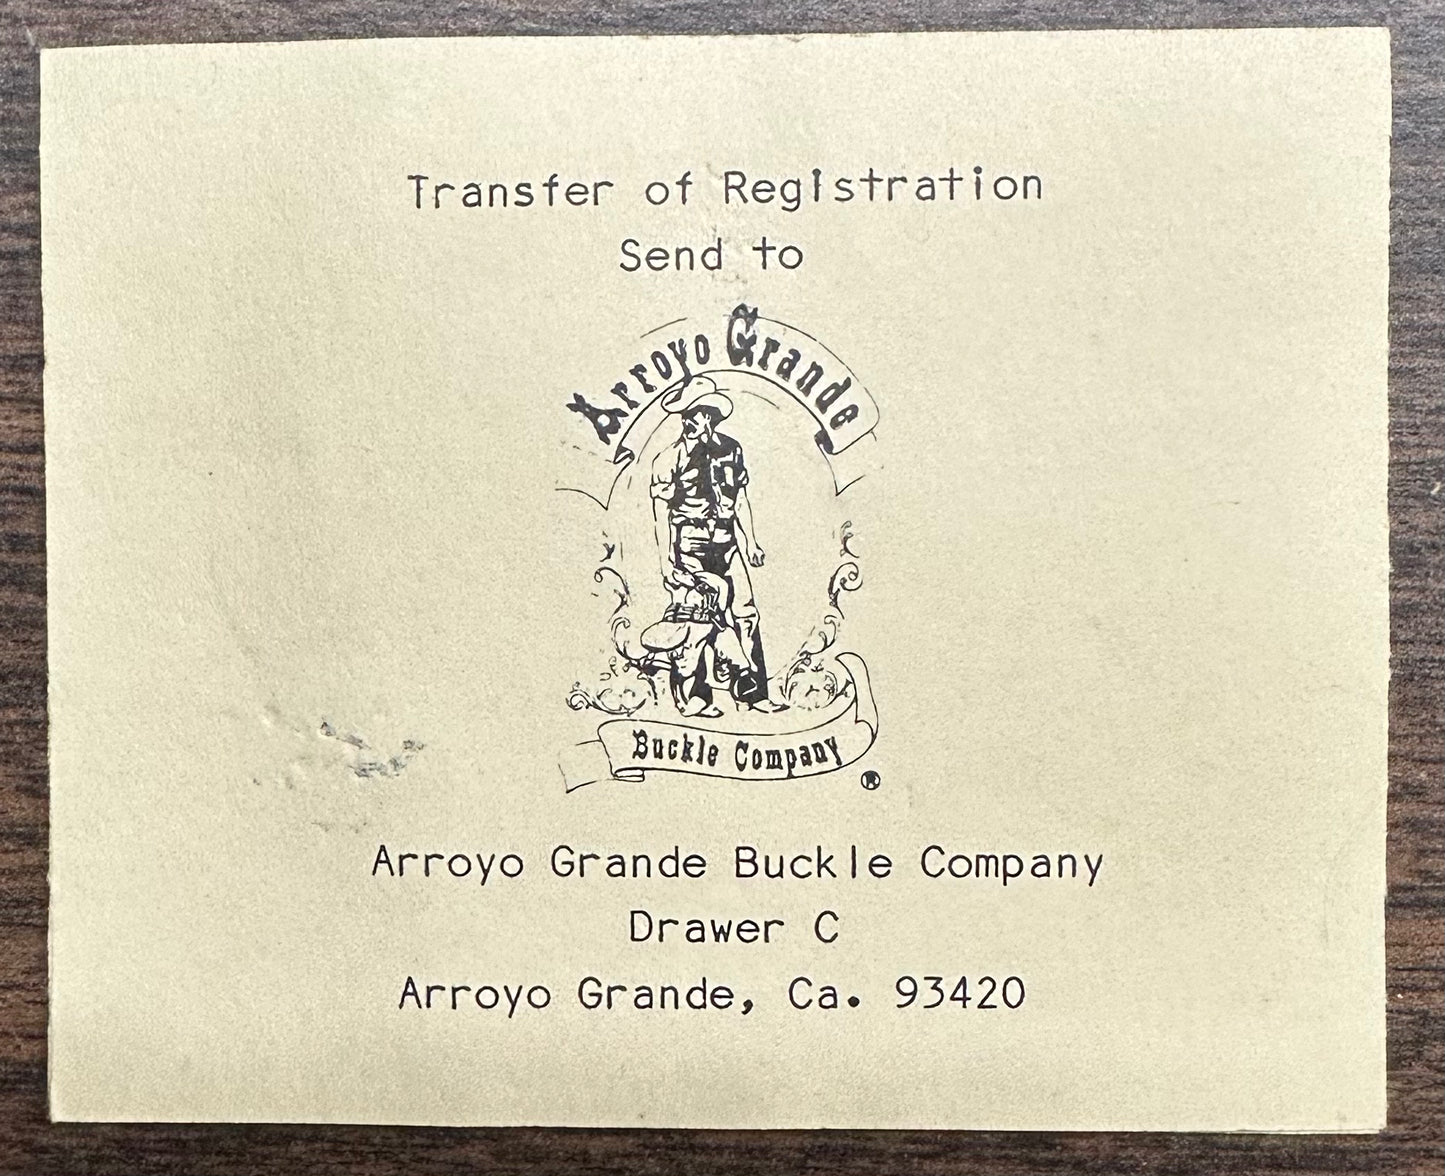 Transfer of Registration
Send to
Arroyo Grande
Buckle Company
®
Arroyo Grande Buckle Company
Drawer C
Arroyo Grande, Ca. 93420